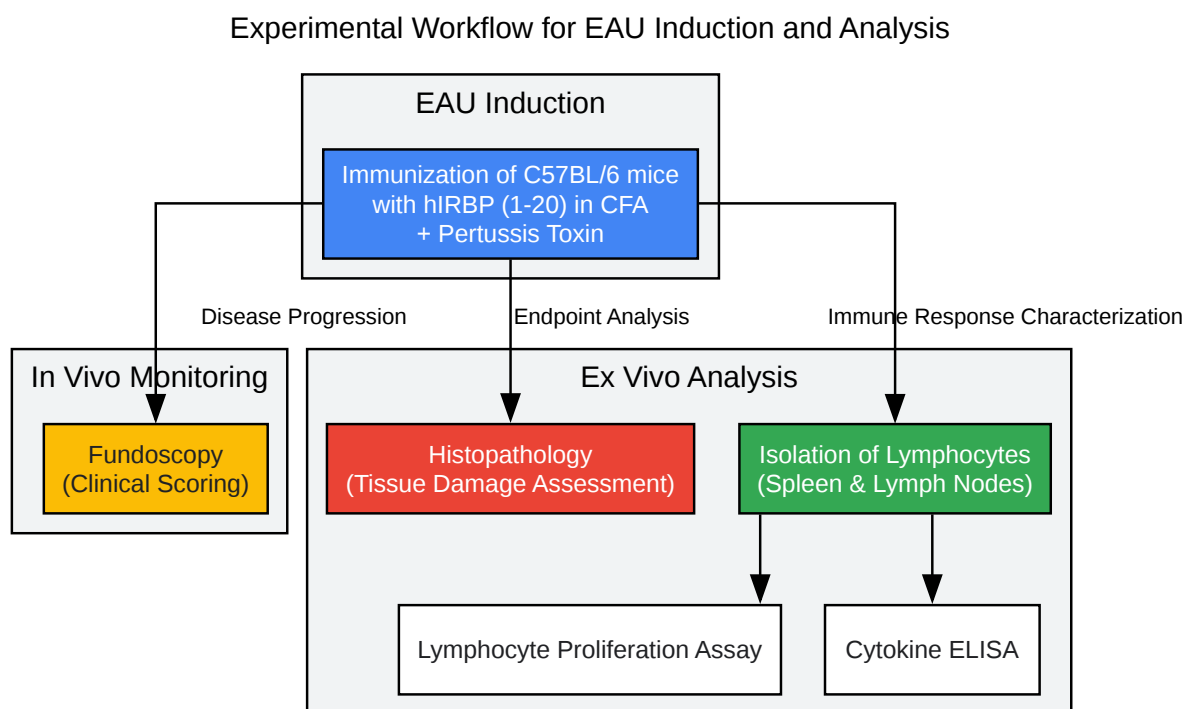 Experimental Workflow for EAU Induction and Analysis
EAU Induction
Immunization of C57BL/6 mice
with hIRBP (1-20) in CFA
+ Pertussis Toxin
Disease Progression
Endpoint Analysis
Immune Response Characterization
In Vivo Monitoring
Ex Vivo Analysis
Fundoscopy
(Clinical Scoring)
Histopathology
(Tissue Damage Assessment)
Isolation of Lymphocytes
(Spleen & Lymph Nodes)
Lymphocyte Proliferation Assay
Cytokine ELISA